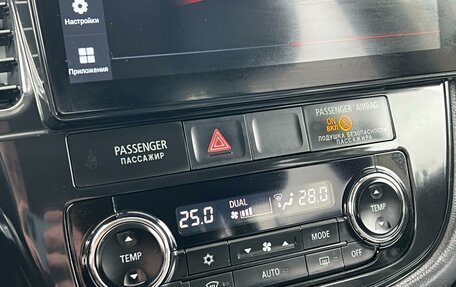 Настройки
Приложения
PASSENGER
ПАССАЖИР
PASSENGER AIRBAG
ON
ВКЛ
ПОДУШКА БЕЗОПАСНОСТИ
ПАССАЖИРА
25.0
DUAL
28.0
TEMP
TEMP
MODE
AUTO
OFF